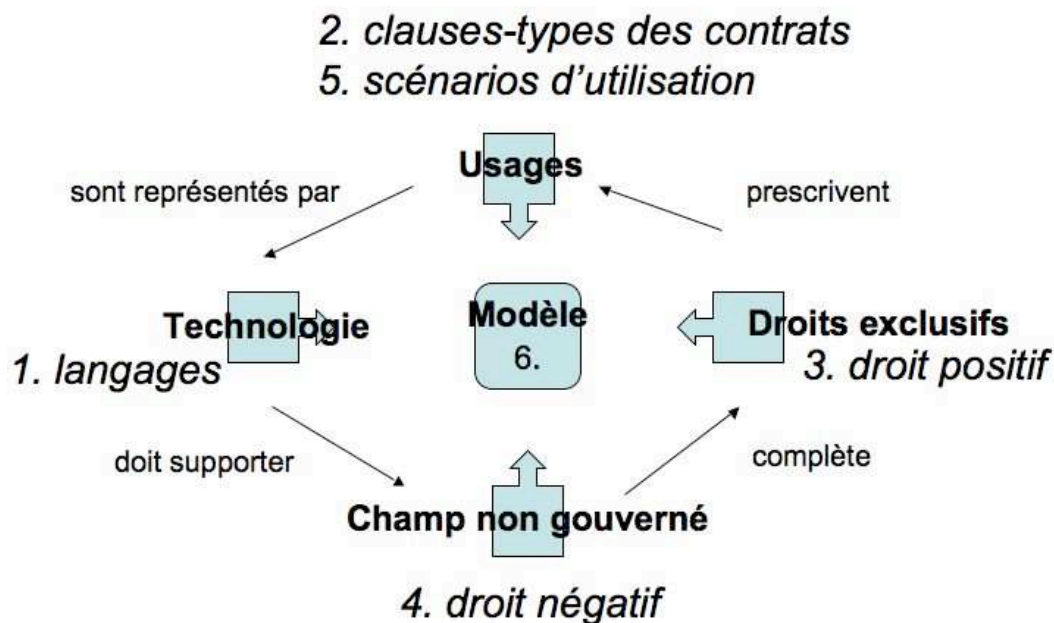 2. clauses-types des contrats
5. scénarios d’utilisation
Usages
sont représentés par
prescrivent
Technologie
Modèle
Droits exclusifs
1. langages
6.
3. droit positif
doit supporter
complète
Champ non gouverné
4. droit négatif